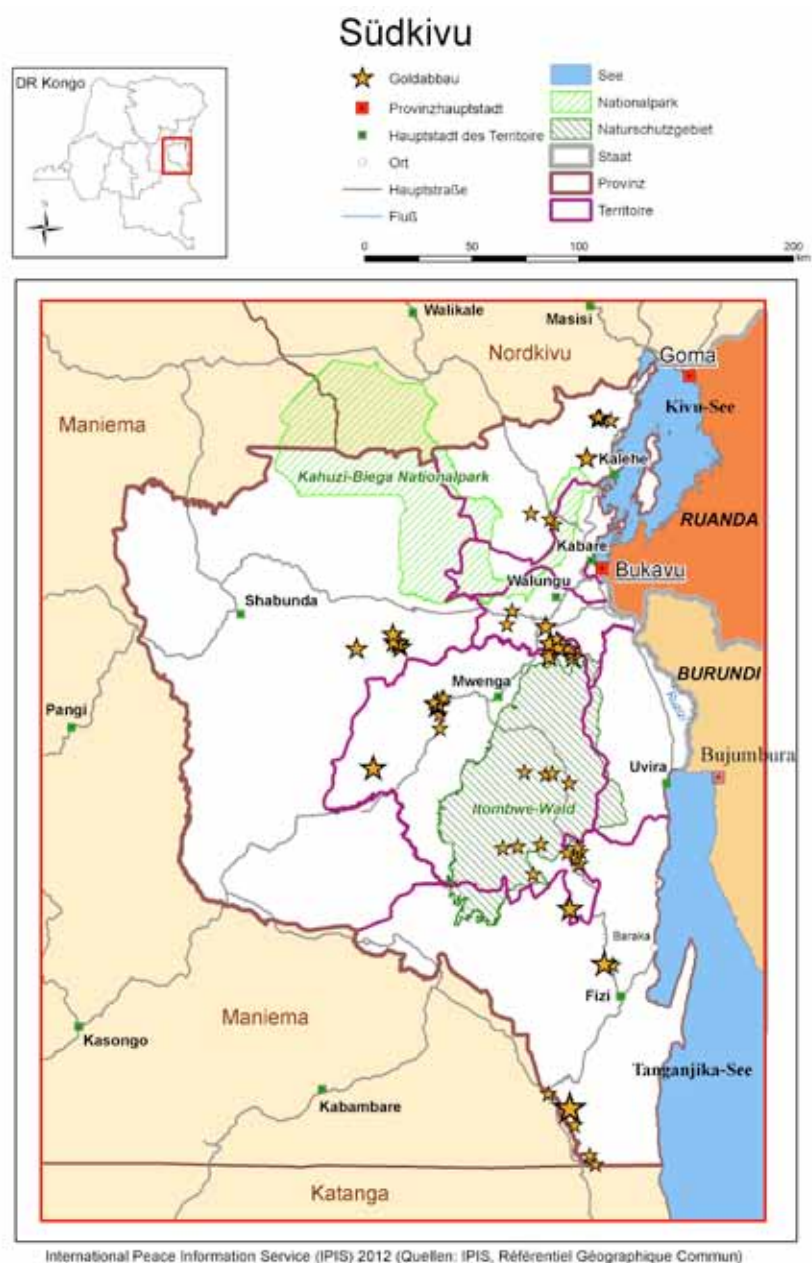 Südkivu
DR Kongo
N
Goldabbau
Provinzhauptstadt
Hauptstadt des Territoire
Ort
Hauptstraße
Fluß
See
Nationalpark
Naturschutzgebiet
Staat
Provinz
Territoire
0 50 100 200
km
Walikale
Masisi
Nordkivu
Goma
Maniema
Kivu-See
Kalehe
Kahuzi-Biega Nationalpark
RUANDA
Kabare
Bukavu
Walungu
Shabunda
BURUNDI
Mwenga
Ruzizi
Pangi
Bujumbura
Uvira
Itombwe-Wald
Baraka
Fizi
Maniema
Kasongo
Tanganjika-See
Kabambare
Katanga
International Peace Information Service (IPIS) 2012 (Quellen: IPIS, Référentiel Géographique Commun)